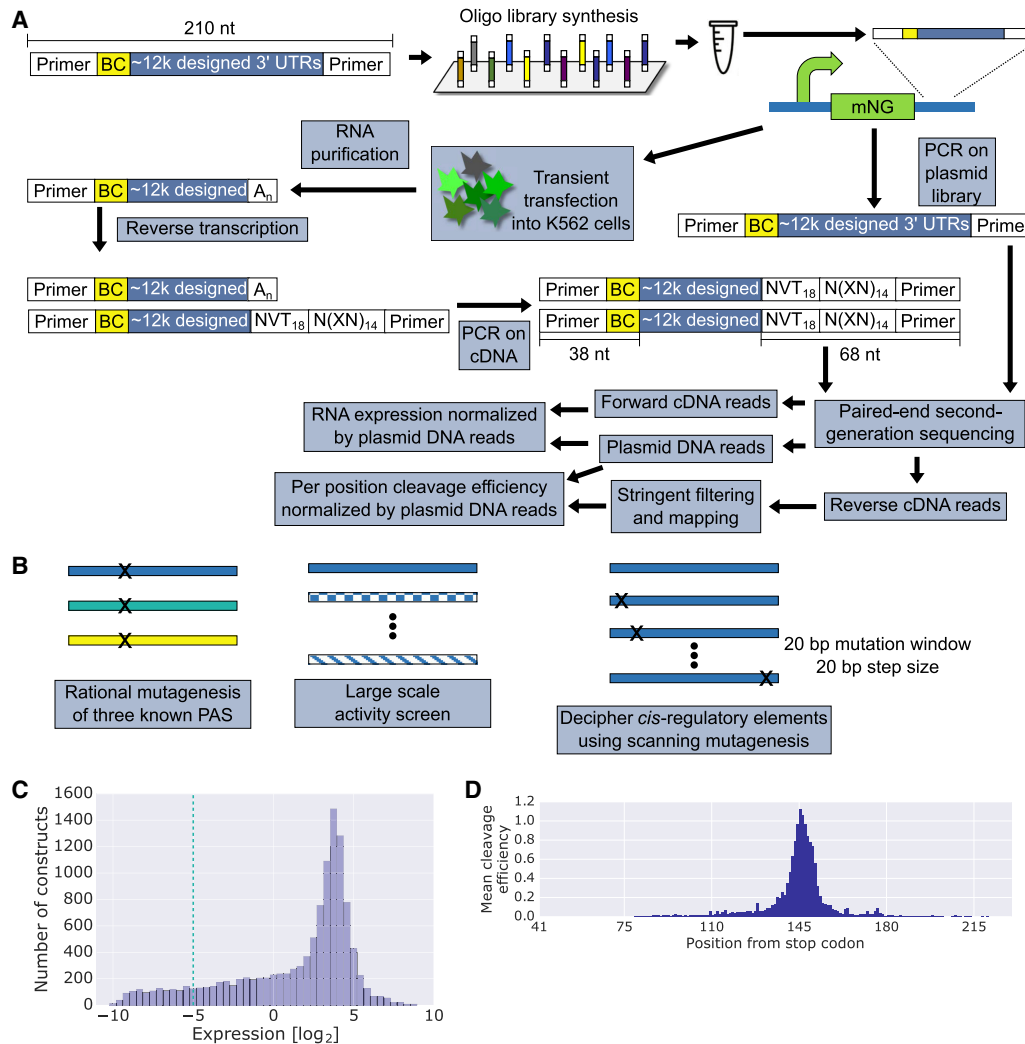 A
210 nt
Primer BC ~12k designed 3' UTRs Primer
Oligo library synthesis
mNG
RNA
purification
Transient
transfection
into K562 cells
PCR on
plasmid
library
Primer BC ~12k designed An
Reverse transcription
Primer BC ~12k designed 3' UTRs Primer
Primer BC ~12k designed An
Primer BC ~12k designed NVT18 N(XN)14 Primer
PCR on
cDNA
Primer BC ~12k designed NVT18 N(XN)14 Primer
Primer BC ~12k designed NVT18 N(XN)14 Primer
38 nt
68 nt
RNA expression normalized
by plasmid DNA reads
Forward cDNA reads
Plasmid DNA reads
Paired-end second-
generation sequencing
Per position cleavage efficiency
normalized by plasmid DNA reads
Stringent filtering
and mapping
Reverse cDNA reads
B
X
X
X
Rational mutagenesis
of three known PAS
Large scale
activity screen
X
X
X
20 bp mutation window
20 bp step size
Decipher cis-regulatory elements
using scanning mutagenesis
C
Number of constructs
1600
1400
1200
1000
800
600
400
200
0
−10 −5 0 5 10
Expression [log2]
D
Mean cleavage
efficiency
1.2
1.0
0.8
0.6
0.4
0.2
0.0
41 75 110 145 180 215
Position from stop codon